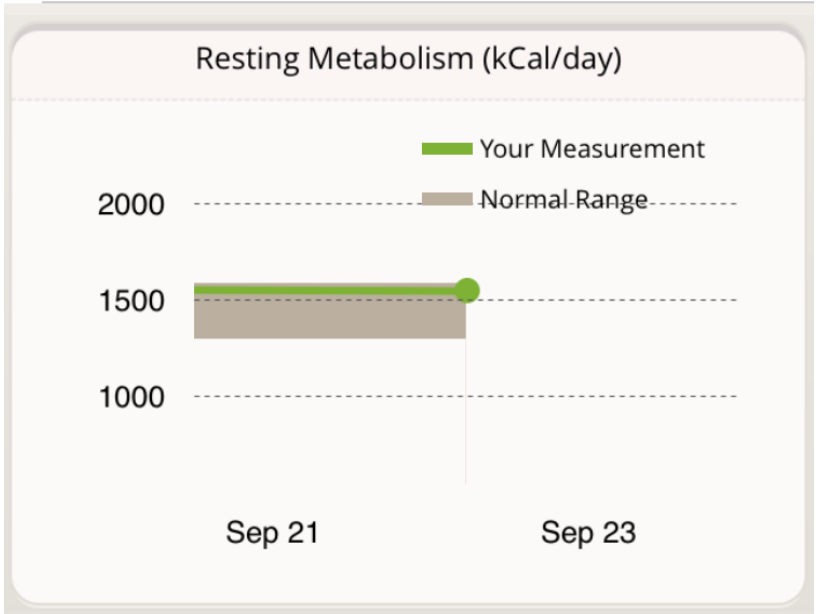 Resting Metabolism (kCal/day)
Your Measurement
Normal Range
2000
1500
1000
Sep 21
Sep 23